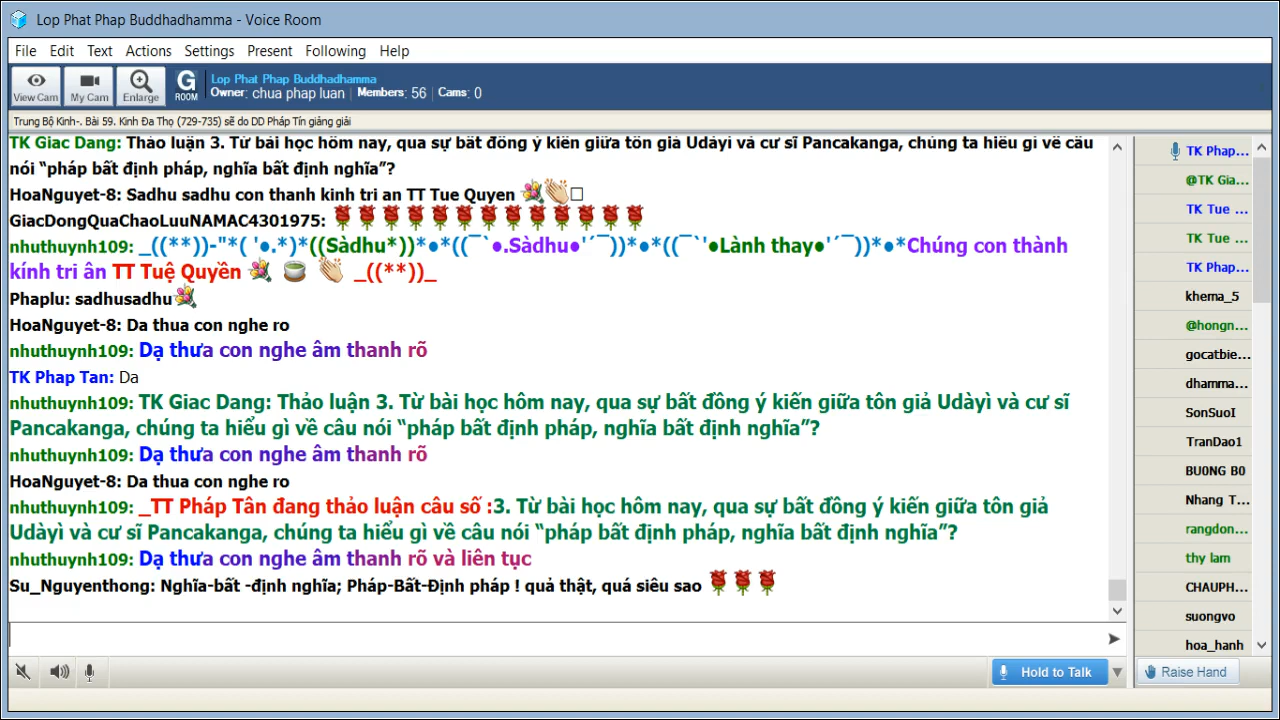 Lop Phat Phap Buddhadhamma - Voice Room
File Edit Text Actions Settings Present Following Help
View Cam My Cam Enlarge G ROOM
Lop Phat Phap Buddhadhamma
Owner: chua phap luan Members: 56 Cams: 0
Trung Bộ Kinh-. Bài 59. Kinh Đa Thọ (729-735) sẽ do DD Pháp Tín giảng giải
TK Giac Dang: Thảo luận 3. Từ bài học hôm nay, qua sự bất đồng ý kiến giữa tôn giả Udàyì và cư sĩ Pancakanga, chúng ta hiểu gì về câu
nói “pháp bất định pháp, nghĩa bất định nghĩa”?
HoaNguyet-8: Sadhu sadhu con thanh kinh tri an TT Tue Quyen
GiacDongQuaChaoLuuNAMAC4301975:
nhuthuynh109: _((**))-"*( '●.*)*((Sàdhu*))*●*((¯`●.Sàdhu●'´¯))*●*((¯`'●Lành thay●'´¯))*●*Chúng con thành
kính tri ân TT Tuệ Quyền _((**))_
Phaplu: sadhusadhu
HoaNguyet-8: Da thua con nghe ro
nhuthuynh109: Dạ thưa con nghe âm thanh rõ
TK Phap Tan: Da
nhuthuynh109: TK Giac Dang: Thảo luận 3. Từ bài học hôm nay, qua sự bất đồng ý kiến giữa tôn giả Udàyì và cư sĩ
Pancakanga, chúng ta hiểu gì về câu nói “pháp bất định pháp, nghĩa bất định nghĩa”?
nhuthuynh109: Dạ thưa con nghe âm thanh rõ
HoaNguyet-8: Da thua con nghe ro
nhuthuynh109: _TT Pháp Tân đang thảo luận câu số :3. Từ bài học hôm nay, qua sự bất đồng ý kiến giữa tôn giả
Udàyì và cư sĩ Pancakanga, chúng ta hiểu gì về câu nói “pháp bất định pháp, nghĩa bất định nghĩa”?
nhuthuynh109: Dạ thưa con nghe âm thanh rõ và liên tục
Su_Nguyenthong: Nghĩa-bất -định nghĩa; Pháp-Bất-Định pháp ! quả thật, quá siêu sao
TK Phap...
@TK Gia...
TK Tue ...
TK Tue ...
TK Phap...
khema_5
@hongn...
gocatbie...
dhamma...
SonSuoI
TranDao1
BU0NG B0
Nhang T...
rangdon...
thy lam
CHAUPH...
suongvo
hoa_hanh
Hold to Talk
Raise Hand